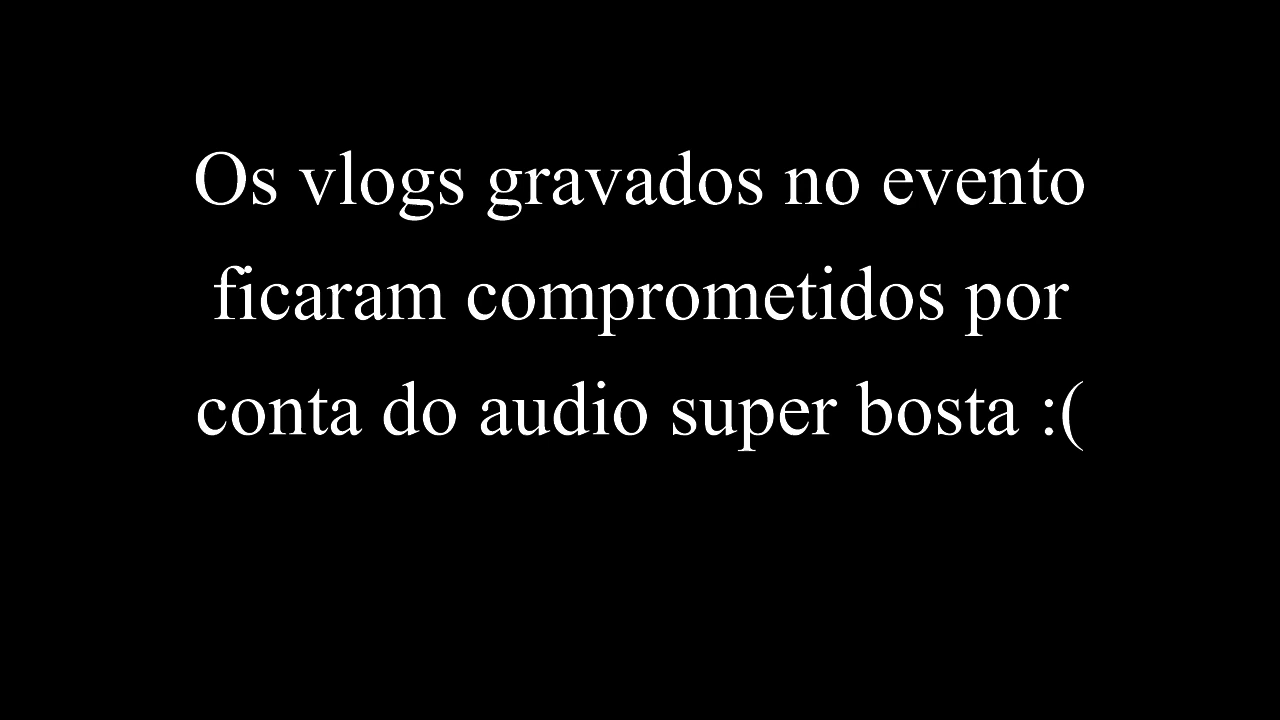 Os vlogs gravados no evento
ficaram comprometidos por
conta do audio super bosta :(